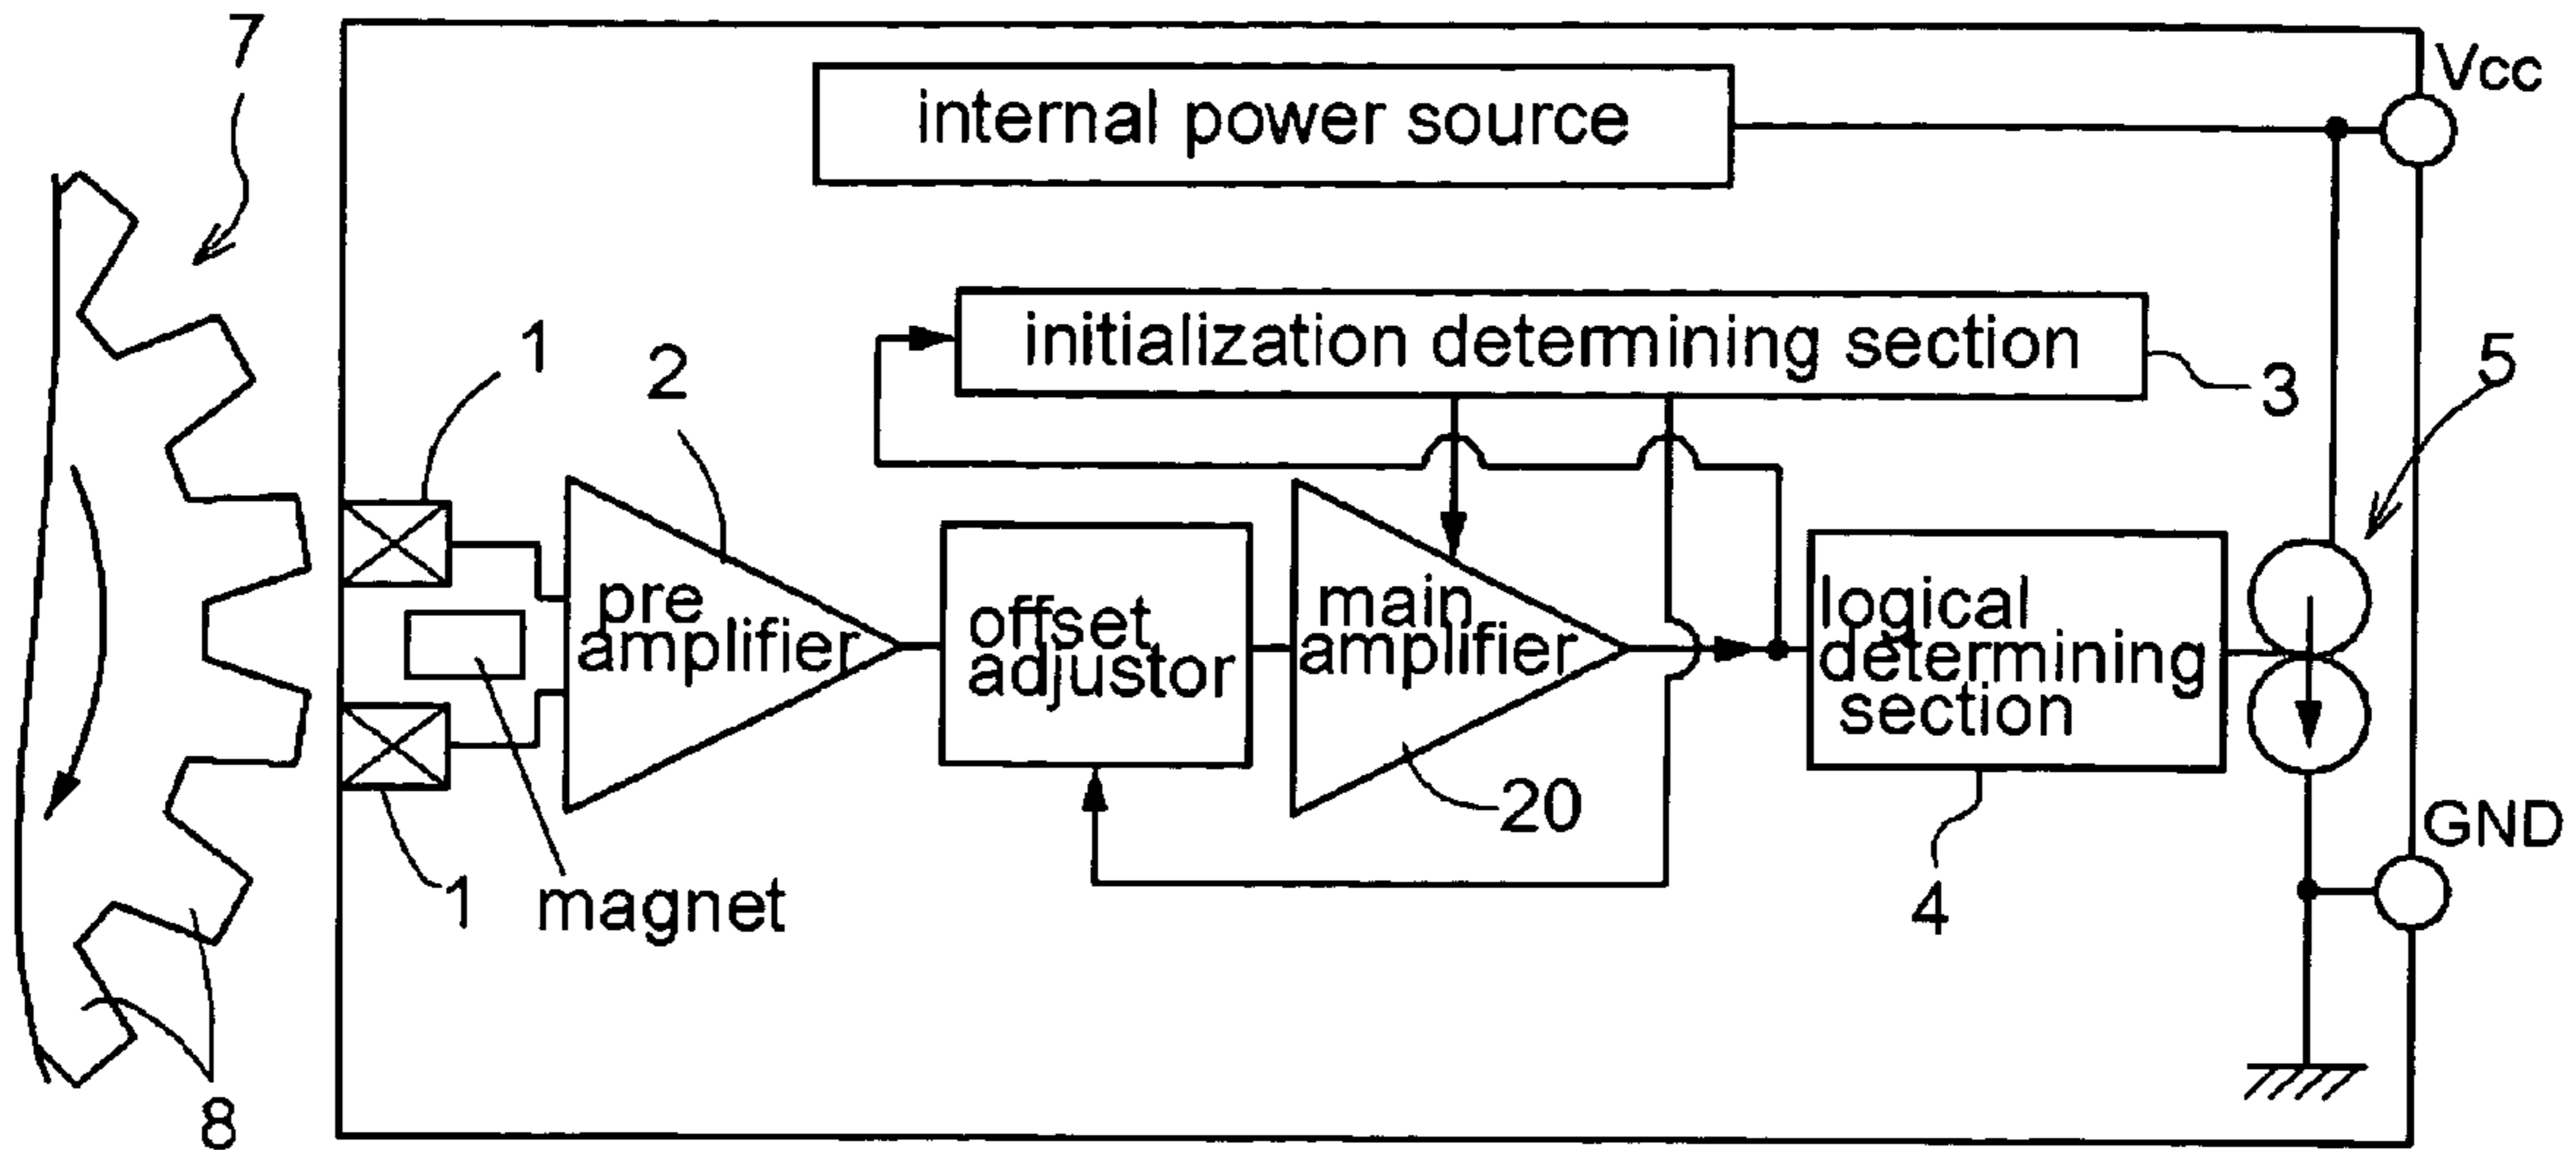 7
Vcc
internal power source
initialization determining section
1
2
3
5
pre
amplifier
offset
adjustor
main
amplifier
logical
determining
section
20
GND
1
magnet
4
8